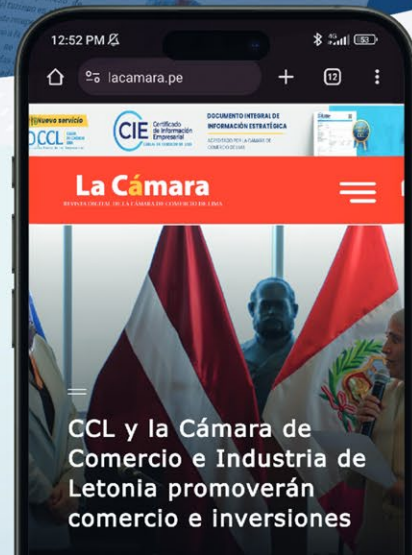 12:52 PM
4G
53
lacamara.pe
12
Nuevo servicio
CCL
CIE Certificado de Información Empresarial
DOCUMENTO INTEGRAL DE
INFORMACIÓN ESTRATÉGICA
La Cámara
REVISTA DIGITAL DE LA CÁMARA DE COMERCIO DE LIMA
CCL y la Cámara de
Comercio e Industria de
Letonia promoverán
comercio e inversiones